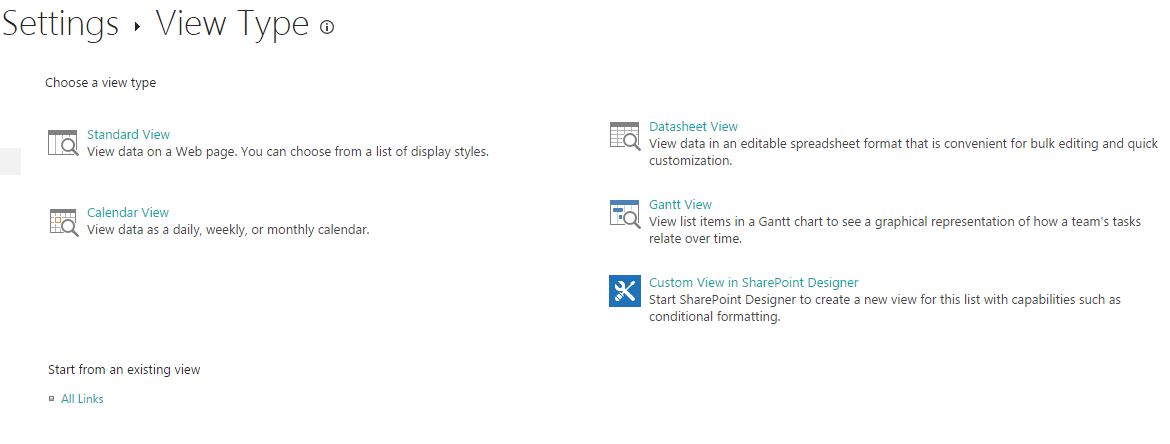 Settings ▸ View Type
Choose a view type
Standard View
View data on a Web page. You can choose from a list of display styles.
Calendar View
View data as a daily, weekly, or monthly calendar.
Datasheet View
View data in an editable spreadsheet format that is convenient for bulk editing and quick
customization.
Gantt View
View list items in a Gantt chart to see a graphical representation of how a team's tasks
relate over time.
Custom View in SharePoint Designer
Start SharePoint Designer to create a new view for this list with capabilities such as
conditional formatting.
Start from an existing view
All Links